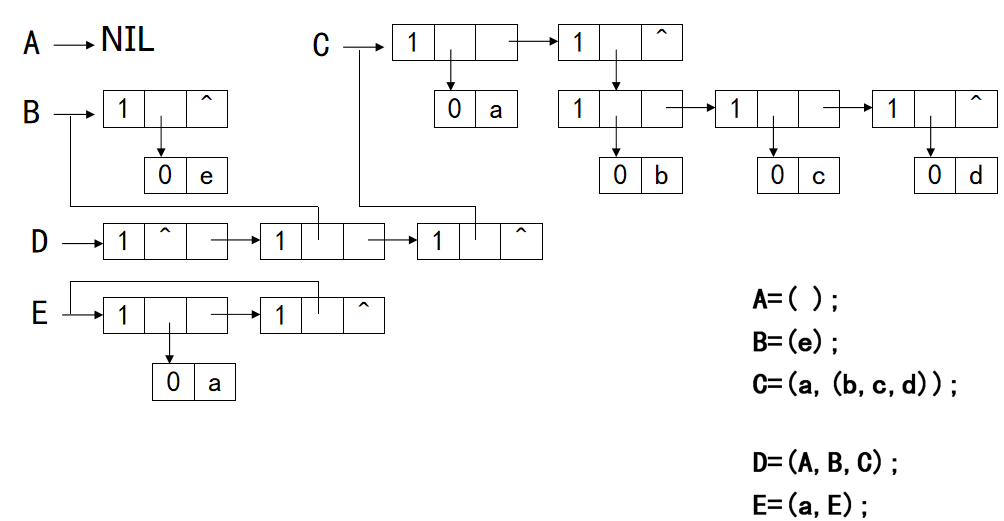 A NIL C 1 1 ^
0 a
B 1 ^ 1 1 1 ^
0 e 0 b 0 c 0 d
D 1 ^ 1 1 ^
E 1 1 ^
0 a
A=( );
B=(e);
C=(a,(b,c,d));
D=(A,B,C);
E=(a,E);